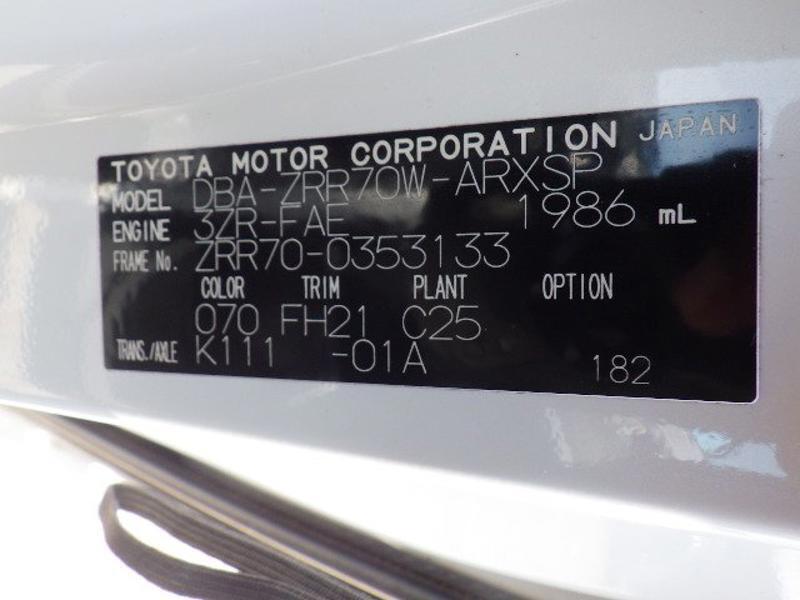 TOYOTA MOTOR CORPORATION JAPAN
MODEL DBA-ZRR70W-ARXSP
ENGINE 3ZR-FAE 1986 mL
FRAME No. ZRR70-0353133
COLOR TRIM PLANT OPTION
070 FH21 C25
TRANS./AXLE K111 -01A 182